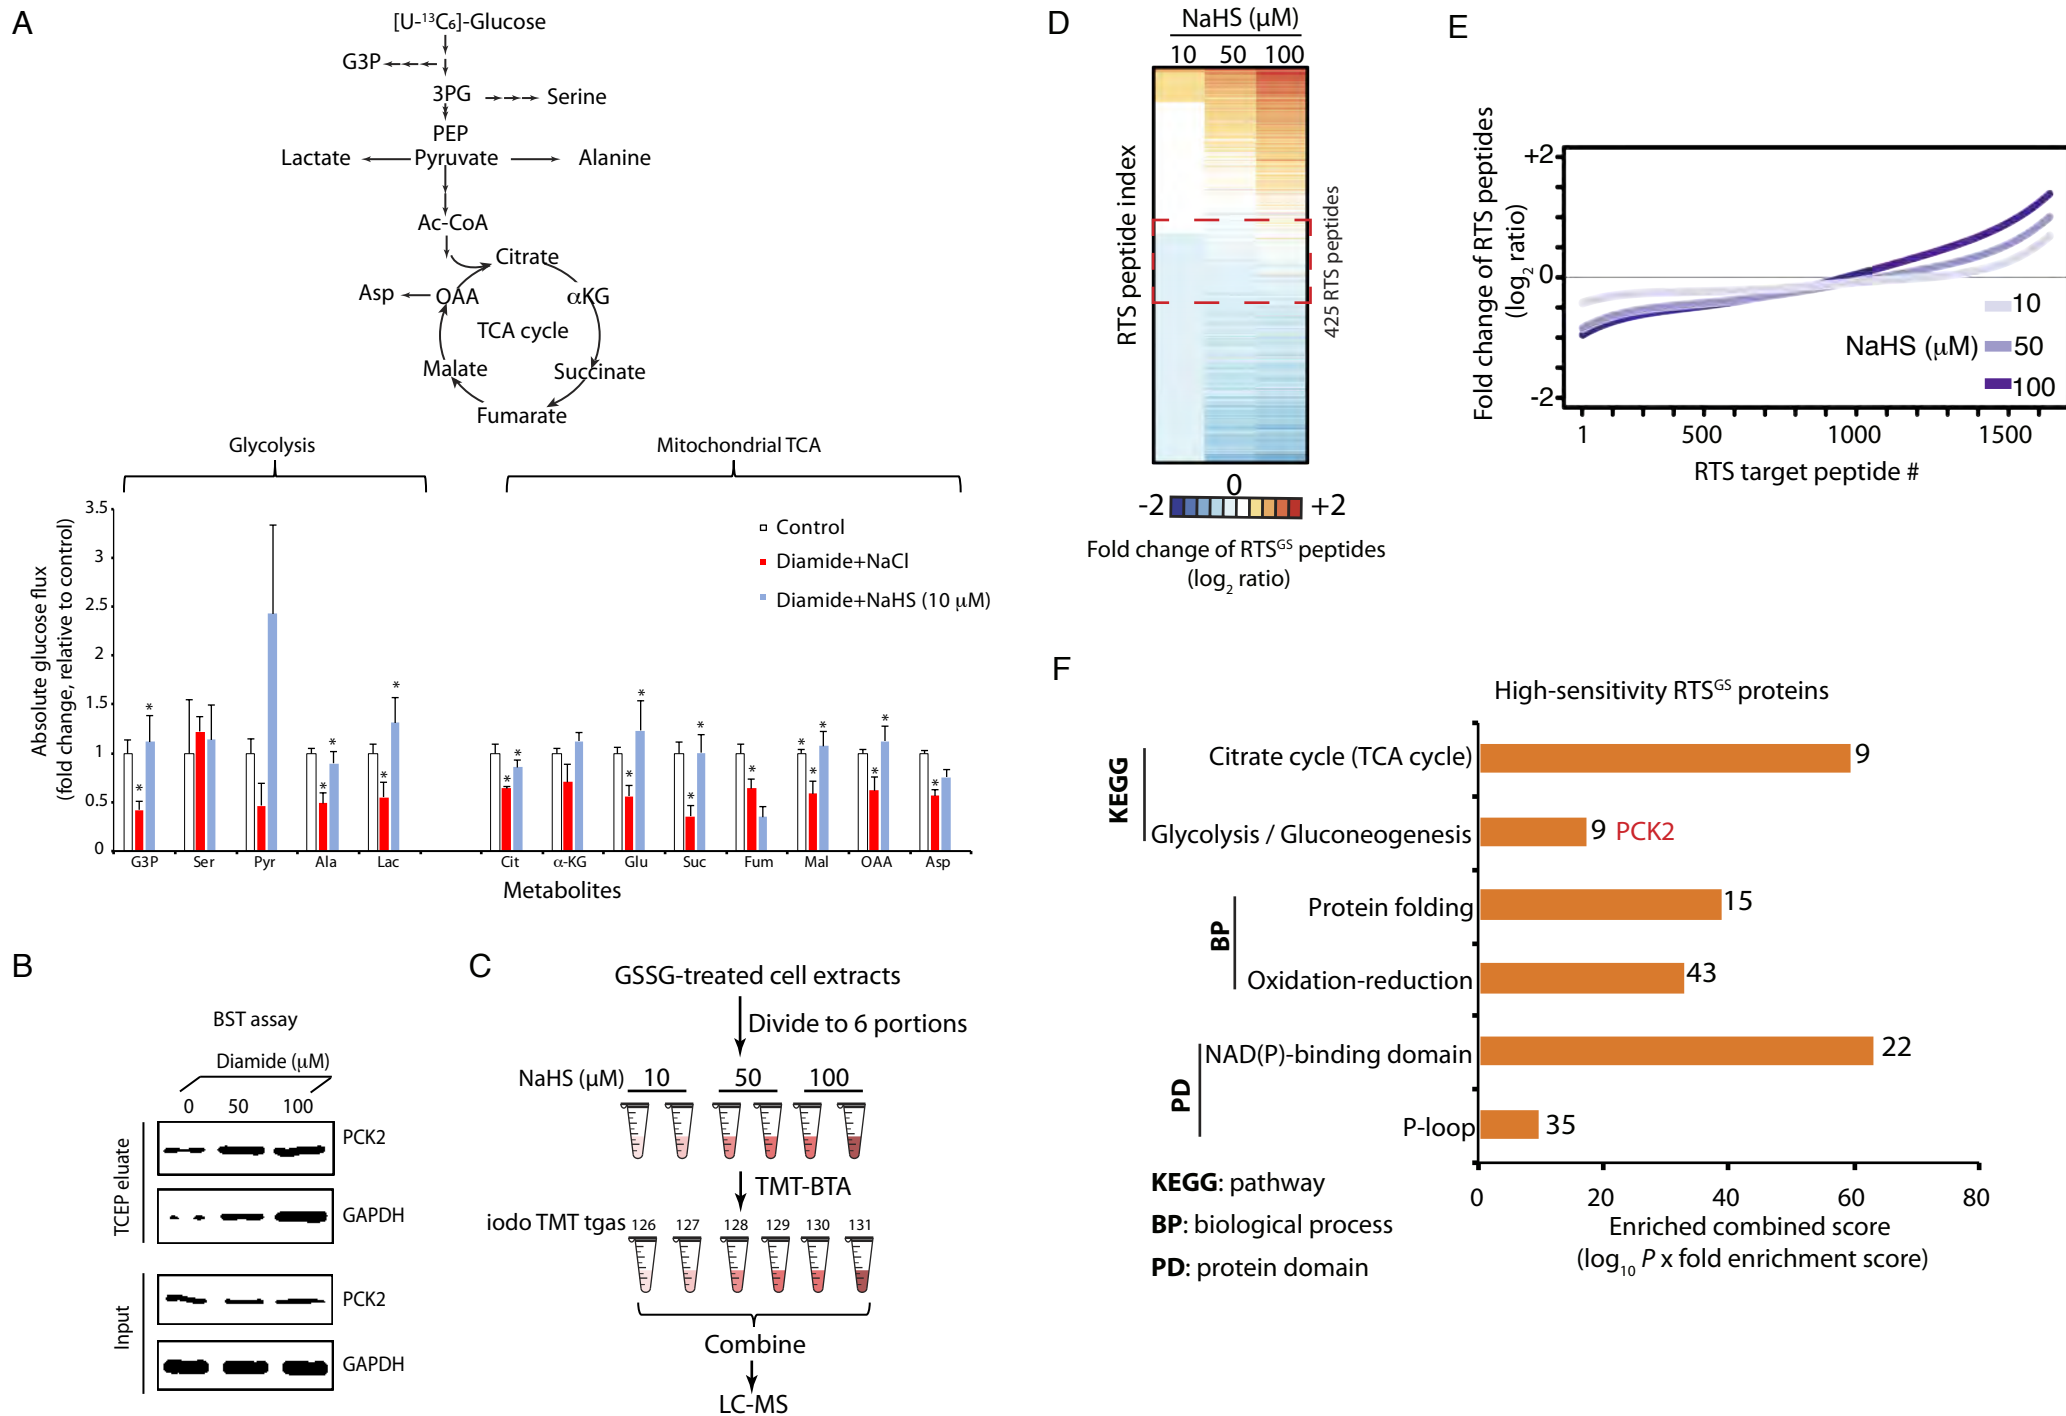 A
[U-¹³C₆]-Glucose
G3P
3PG
Serine
PEP
Lactate
Pyruvate
Alanine
Ac-CoA
Citrate
Asp
OAA
αKG
TCA cycle
Malate
Succinate
Fumarate
Glycolysis
Mitochondrial TCA
Absolute glucose flux
(fold change, relative to control)
3.5
3
2.5
2
1.5
1
0.5
0
Control
Diamide+NaCl
Diamide+NaHS (10 μM)
* * * * * * * * * * * * * * * * * * *
G3P Ser Pyr Ala Lac Cit α-KG Glu Suc Fum Mal OAA Asp
Metabolites
B
BST assay
Diamide (μM)
0 50 100
TCEP eluate
PCK2
GAPDH
Input
PCK2
GAPDH
C
GSSG-treated cell extracts
Divide to 6 portions
NaHS (μM) 10 50 100
TMT-BTA
iodo TMT tgas 126 127 128 129 130 131
Combine
LC-MS
D
NaHS (μM)
10 50 100
RTS peptide index
425 RTS peptides
0
-2 +2
Fold change of RTSᴳˢ peptides
(log₂ ratio)
E
Fold change of RTS peptides
(log₂ ratio)
+2
0
-2
NaHS (μM)
10
50
100
1 500 1000 1500
RTS target peptide #
F
High-sensitivity RTSᴳˢ proteins
KEGG
Citrate cycle (TCA cycle) 9
Glycolysis / Gluconeogenesis 9 PCK2
BP
Protein folding 15
Oxidation-reduction 43
PD
NAD(P)-binding domain 22
P-loop 35
0 20 40 60 80
Enriched combined score
(log₁₀ P x fold enrichment score)
KEGG: pathway
BP: biological process
PD: protein domain